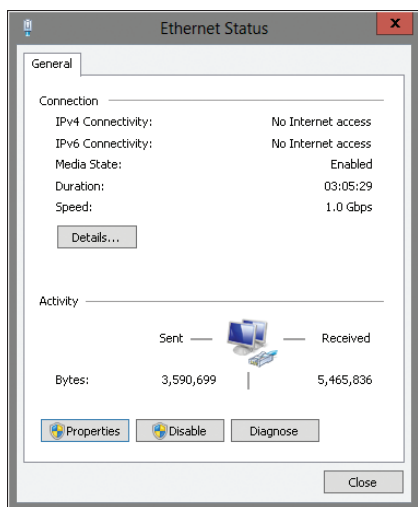 Ethernet Status
x
General
Connection
IPv4 Connectivity: No Internet access
IPv6 Connectivity: No Internet access
Media State: Enabled
Duration: 03:05:29
Speed: 1.0 Gbps
Details...
Activity
Sent Received
Bytes: 3,590,699 5,465,836
Properties Disable Diagnose
Close